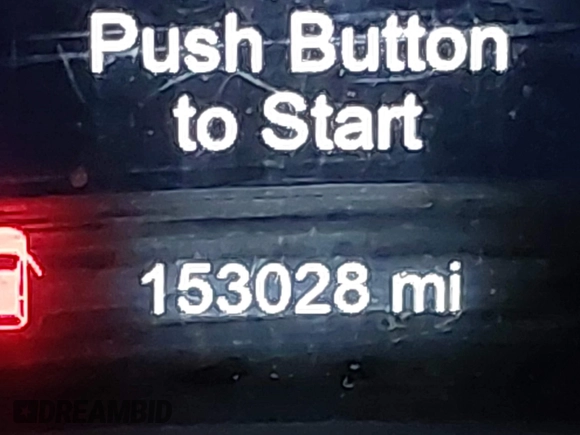 Push Button
to Start
153028 mi
DREAMBID